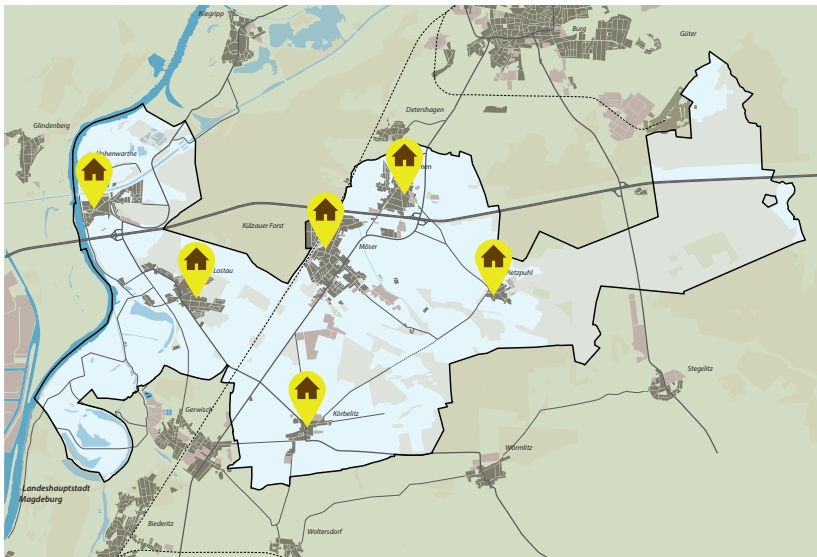 Niegripp
Burg
Güter
Detershagen
Glindenberg
Hohenwarthe
Külzauer Forst
Möser
Lostau
Pietzpuhl
Stegelitz
Körbelitz
Gerwisch
Wörmlitz
Landeshauptstadt
Magdeburg
Biederitz
Woltersdorf